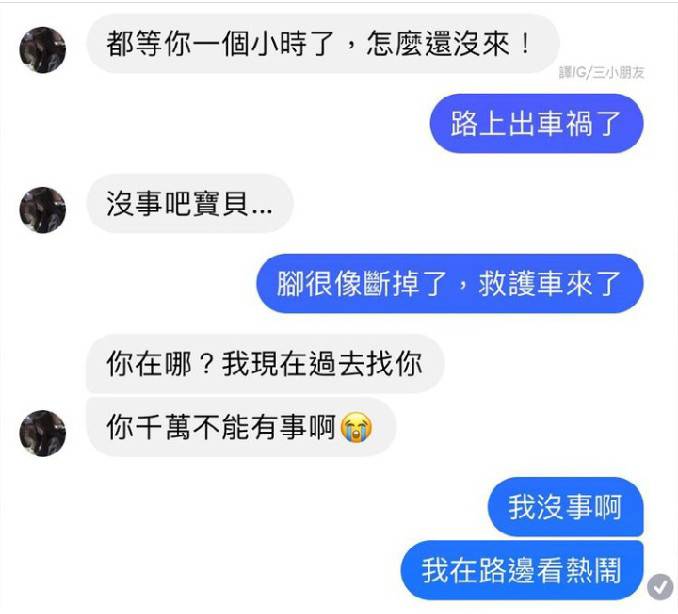 都等你一個小時了，怎麼還沒來！
譯IG/三小朋友
路上出車禍了
沒事吧寶貝...
腳很像斷掉了，救護車來了
你在哪？我現在過去找你
你千萬不能有事啊😭
我沒事啊
我在路邊看熱鬧